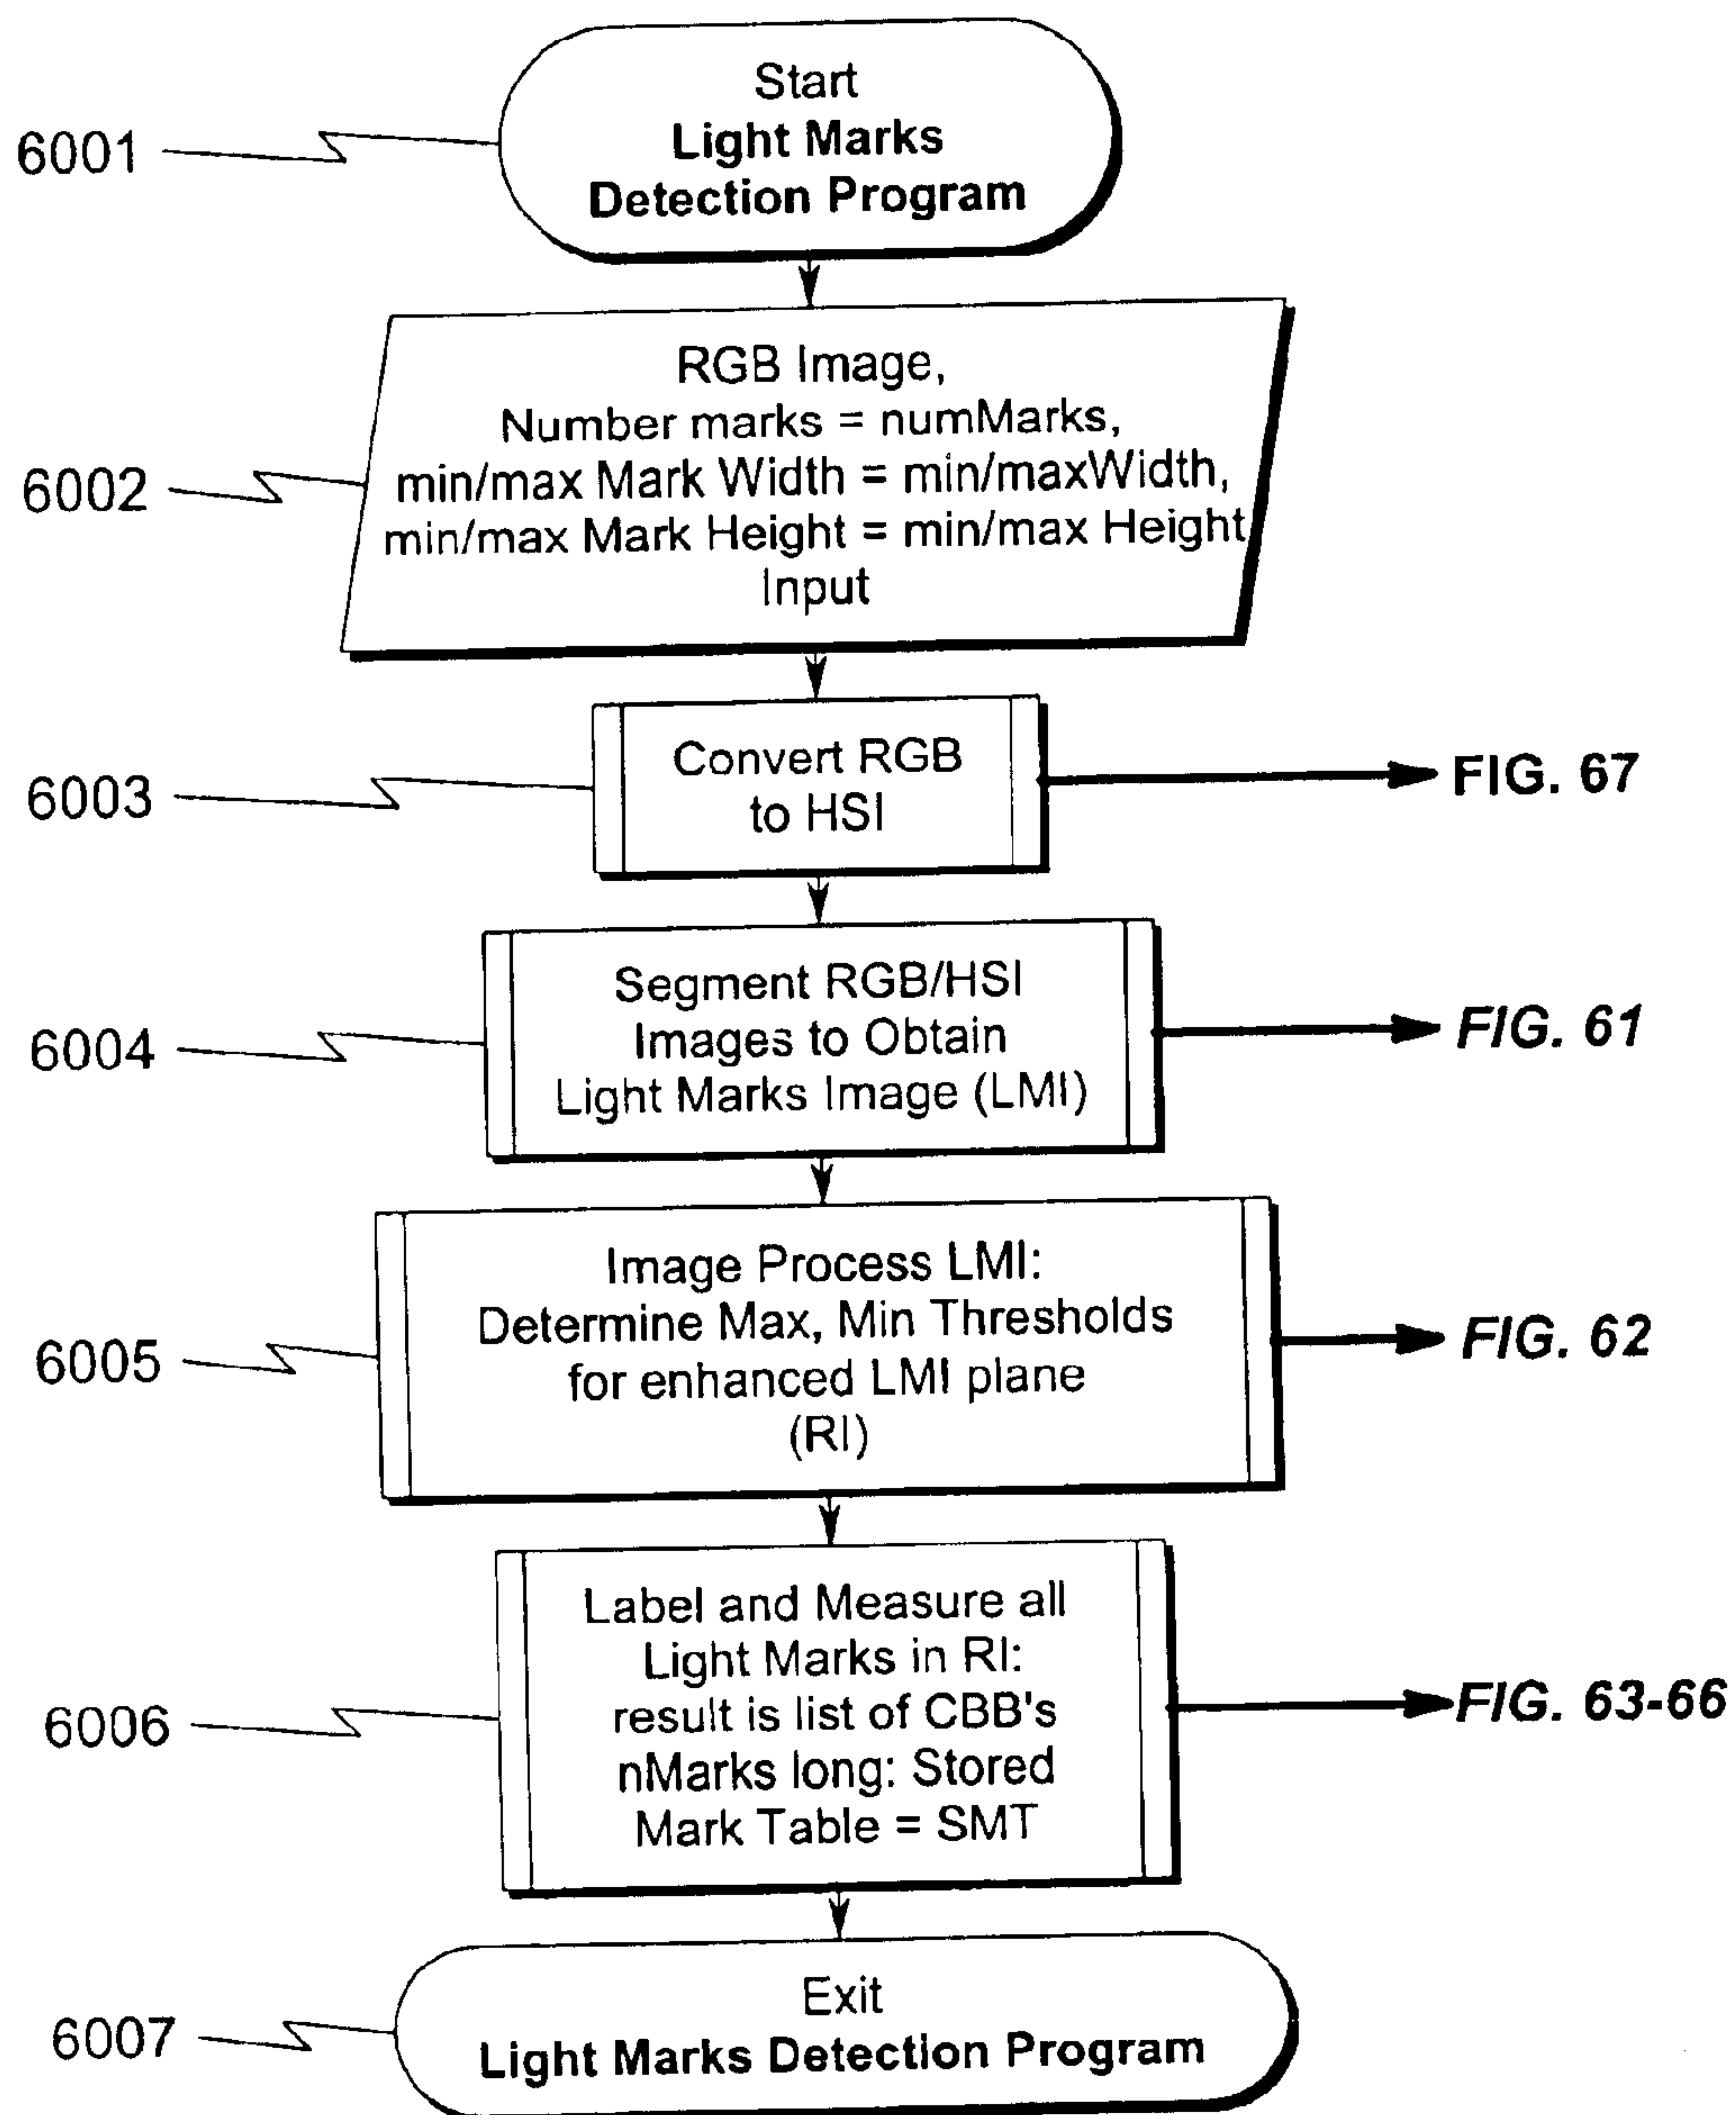 Start
Light Marks
Detection Program
6001
RGB Image,
Number marks = numMarks,
min/max Mark Width = min/maxWidth,
min/max Mark Height = min/max Height
Input
6002
Convert RGB
to HSI
6003
FIG. 67
Segment RGB/HSI
Images to Obtain
Light Marks Image (LMI)
6004
FIG. 61
Image Process LMI:
Determine Max, Min Thresholds
for enhanced LMI plane
(RI)
6005
FIG. 62
Label and Measure all
Light Marks in RI:
result is list of CBB's
nMarks long: Stored
Mark Table = SMT
6006
FIG. 63-66
Exit
Light Marks Detection Program
6007